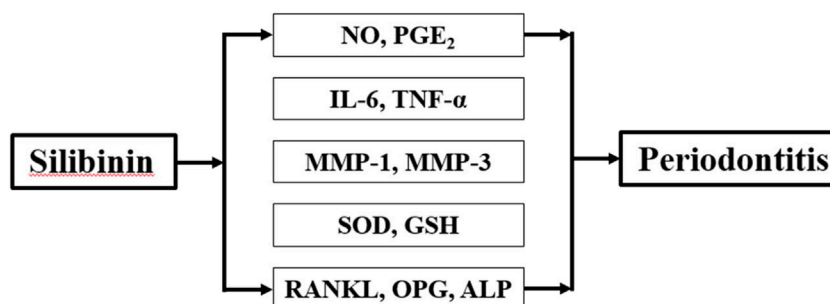 NO, PGE₂
IL-6, TNF-α
Silibinin
MMP-1, MMP-3
Periodontitis
SOD, GSH
RANKL, OPG, ALP